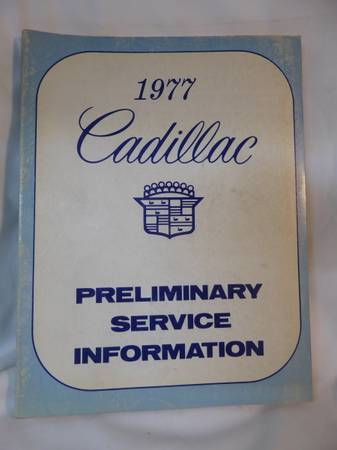 1977
Cadillac
PRELIMINARY
SERVICE
INFORMATION